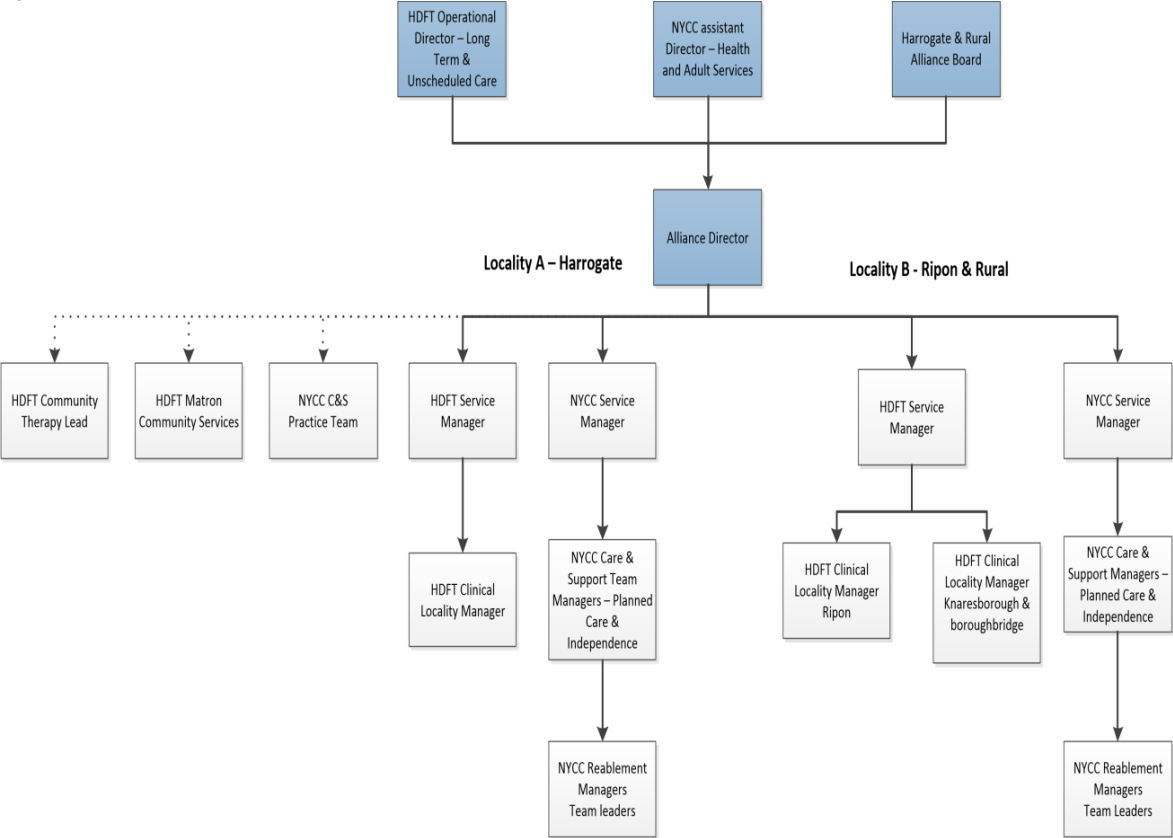 HDFT Operational
Director – Long
Term &
Unscheduled Care
NYCC assistant
Director – Health
and Adult Services
Harrogate & Rural
Alliance Board
Alliance Director
Locality A – Harrogate
Locality B - Ripon & Rural
HDFT Community
Therapy Lead
HDFT Matron
Community Services
NYCC C&S
Practice Team
HDFT Service
Manager
NYCC Service
Manager
HDFT Service
Manager
NYCC Service
Manager
HDFT Clinical
Locality Manager
NYCC Care &
Support Team
Managers – Planned
Care &
Independence
HDFT Clinical
Locality Manager
Ripon
HDFT Clinical
Locality Manager
Knaresborough &
boroughbridge
NYCC Care &
Support Managers –
Planned Care &
Independence
NYCC Reablement
Managers
Team leaders
NYCC Reablement
Managers
Team Leaders